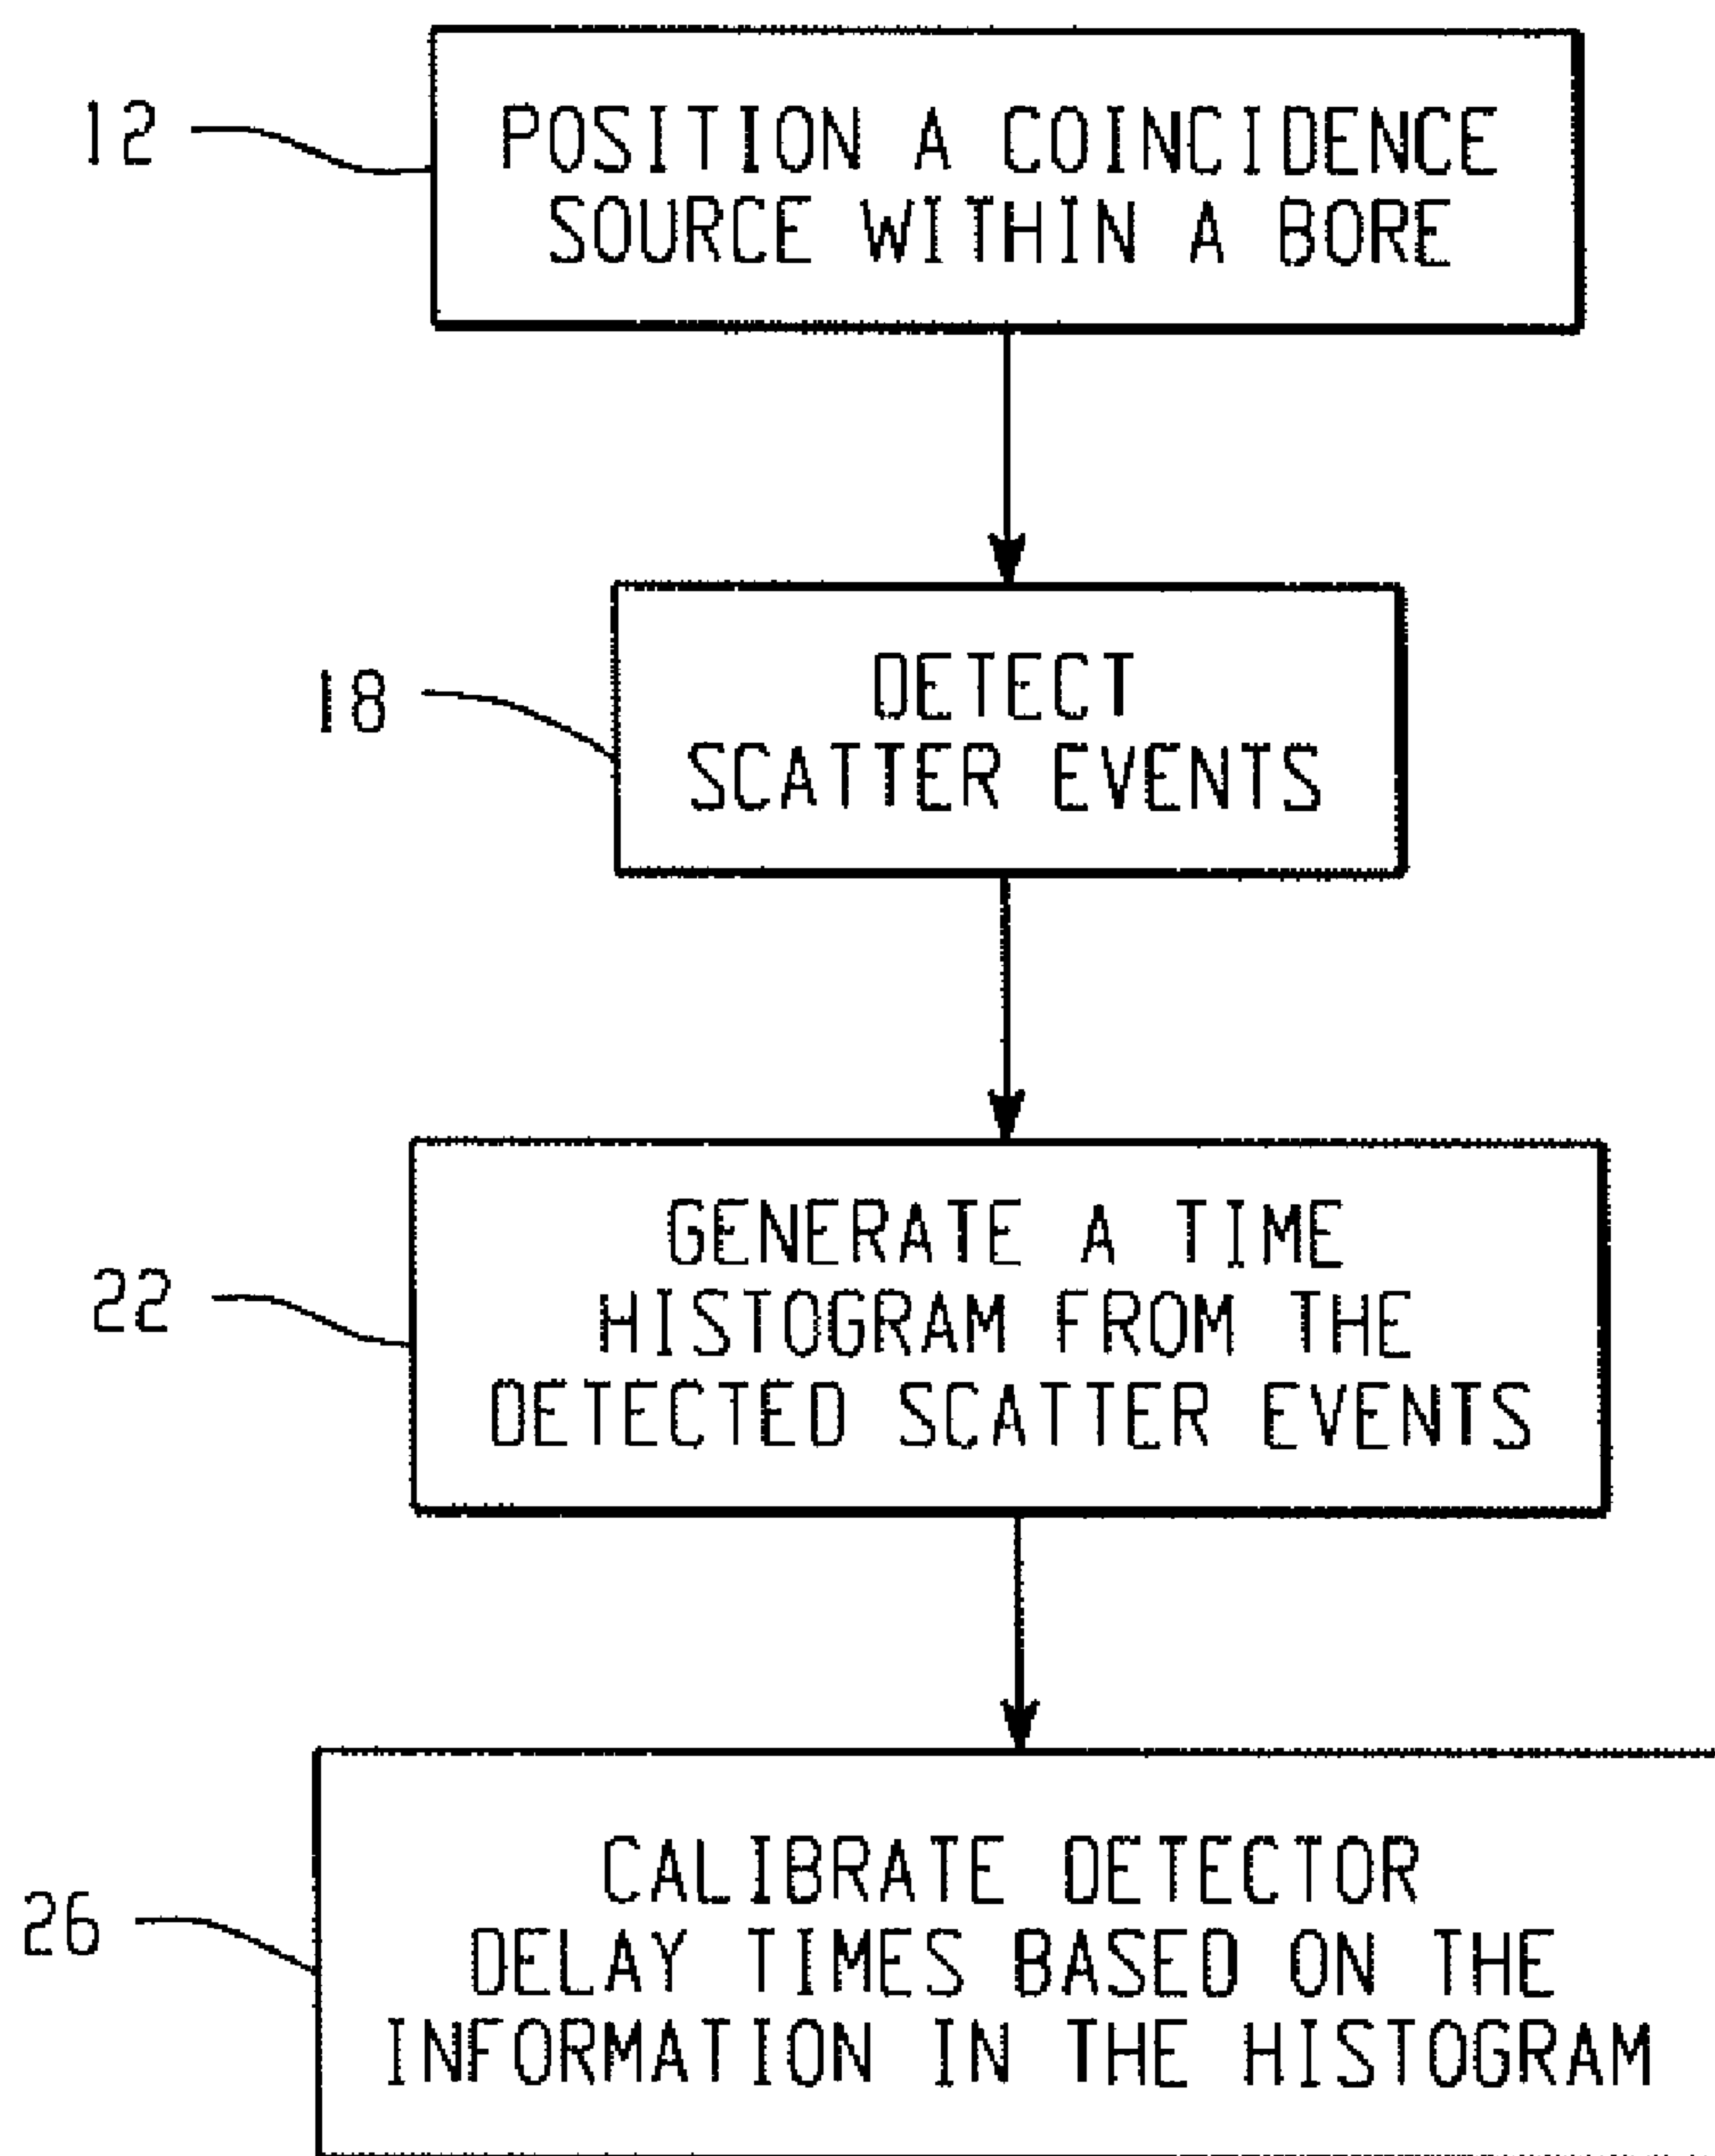 12
POSITION A COINCIDENCE
SOURCE WITHIN A BORE
18
DETECT
SCATTER EVENTS
22
GENERATE A TIME
HISTOGRAM FROM THE
DETECTED SCATTER EVENTS
26
CALIBRATE DETECTOR
DELAY TIMES BASED ON THE
INFORMATION IN THE HISTOGRAM